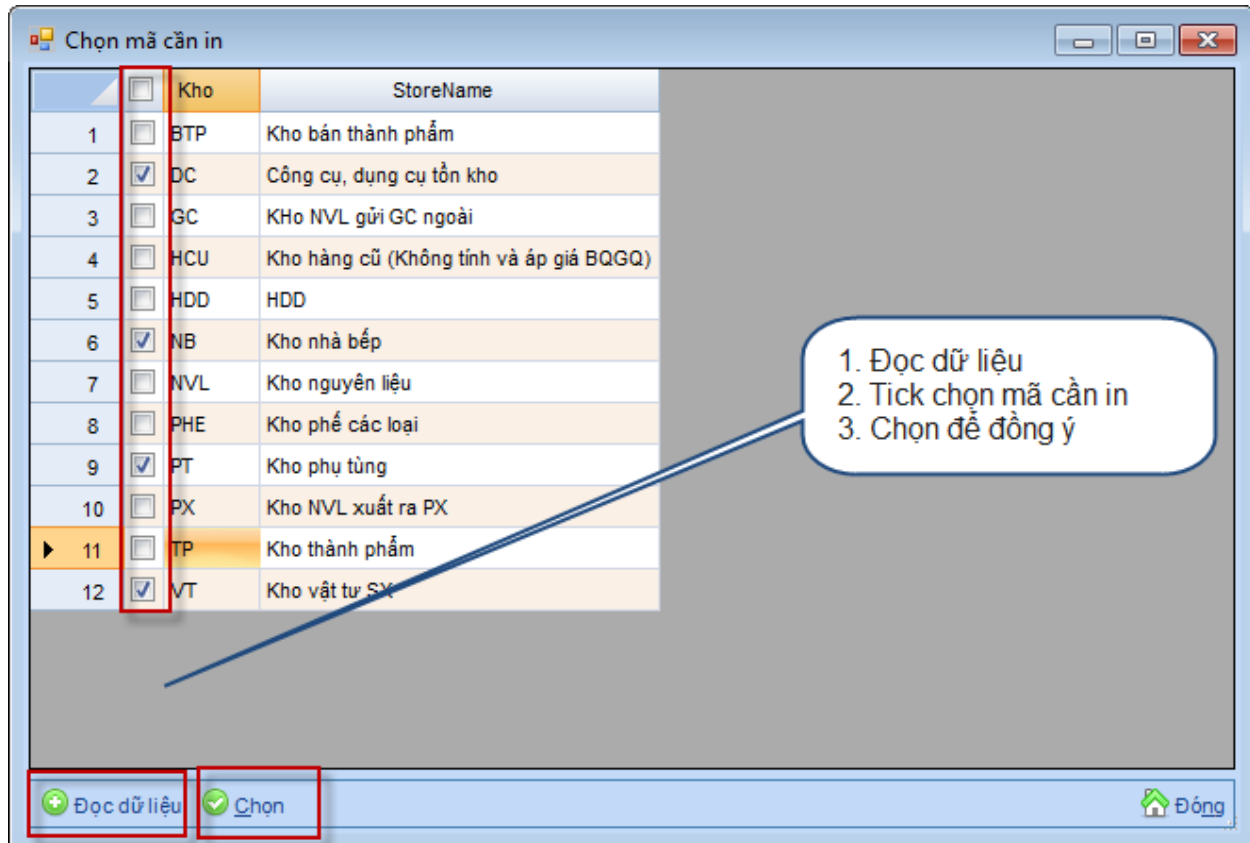 Chọn mã cần in
Kho StoreName
1 BTP Kho bán thành phẩm
2 DC Công cụ, dụng cụ tồn kho
3 GC KHo NVL gửi GC ngoài
4 HCU Kho hàng cũ (Không tính và áp giá BQGQ)
5 HDD HDD
6 NB Kho nhà bếp
7 NVL Kho nguyên liệu
8 PHE Kho phế các loại
9 PT Kho phụ tùng
10 PX Kho NVL xuất ra PX
11 TP Kho thành phẩm
12 VT Kho vật tư SX
1. Đọc dữ liệu
2. Tick chọn mã cần in
3. Chọn để đồng ý
Đọc dữ liệu Chọn Đóng